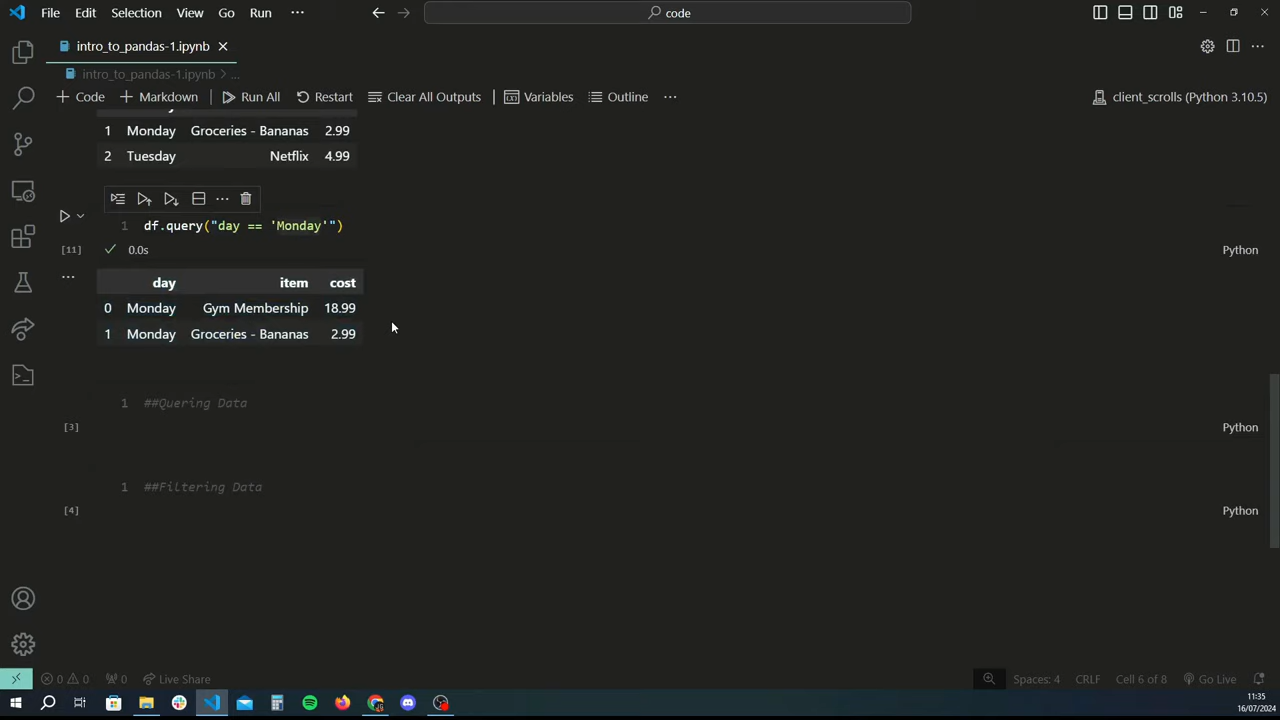 File Edit Selection View Go Run ··· code
intro_to_pandas-1.ipynb
intro_to_pandas-1.ipynb > ...
+ Code + Markdown Run All Restart Clear All Outputs Variables Outline ··· client_scrolls (Python 3.10.5)
1 Monday Groceries - Bananas 2.99
2 Tuesday Netflix 4.99
1 df.query("day == 'Monday'")
[11] 0.0s Python
day item cost
0 Monday Gym Membership 18.99
1 Monday Groceries - Bananas 2.99
1 ##Quering Data
[3] Python
1 ##Filtering Data
[4] Python
0 0 0 Live Share Spaces: 4 CRLF Cell 6 of 8 Go Live
11:35
16/07/2024